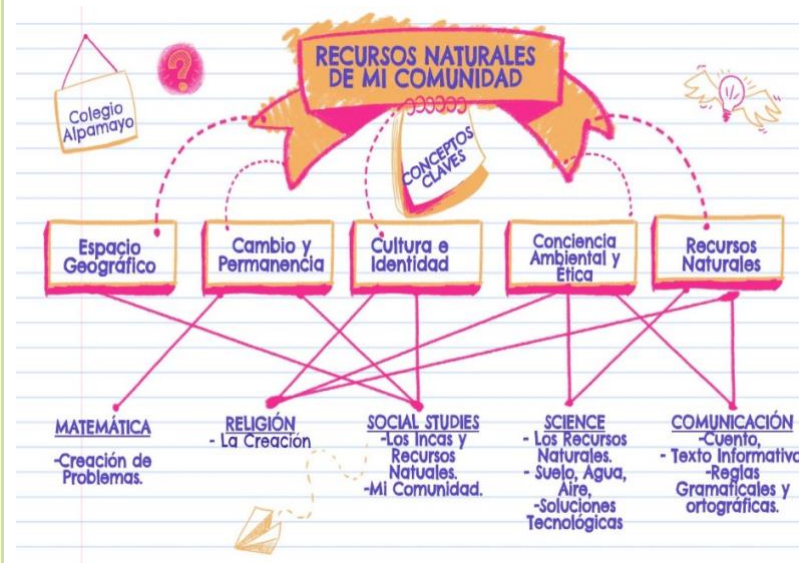 RECURSOS NATURALES
DE MI COMUNIDAD
Colegio
Alpamayo
?
CONCEPTOS
CLAVES
Espacio
Geográfico
Cambio y
Permanencia
Cultura e
Identidad
Conciencia
Ambiental y
Ética
Recursos
Naturales
MATEMÁTICA
-Creación de
Problemas.
RELIGIÓN
- La Creación
SOCIAL STUDIES
-Los Incas y
Recursos
Natuales.
-Mi Comunidad.
SCIENCE
- Los Recursos
Naturales.
- Suelo, Agua,
Aire,
-Soluciones
Tecnológicas
COMUNICACIÓN
-Cuento,
- Texto Informativo
-Reglas
Gramaticales y
ortográficas.